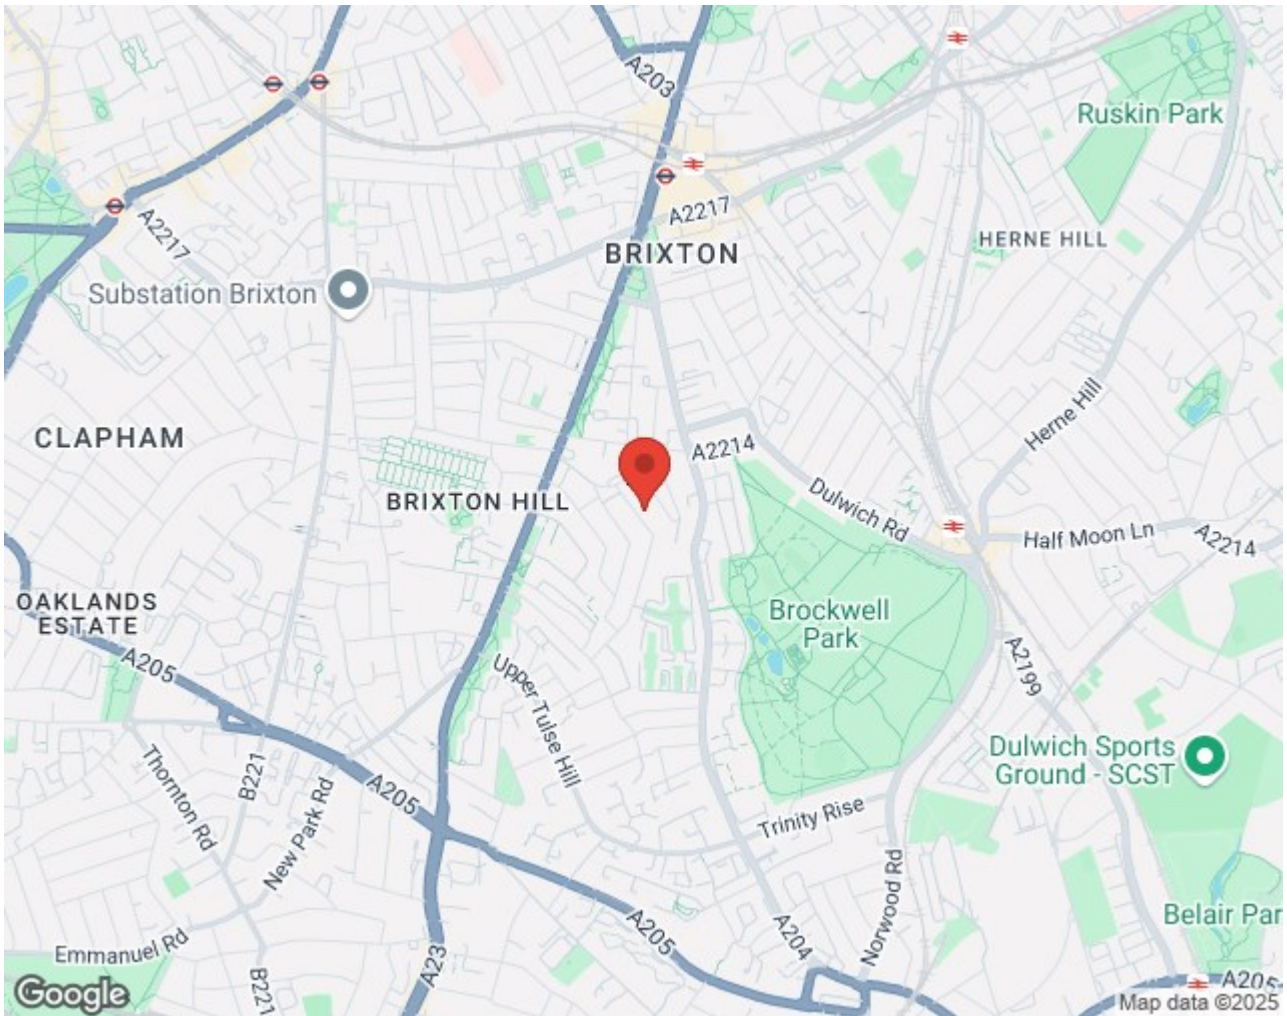 A203
Ruskin Park
A2217
A2217
HERNE HILL
BRIXTON
Substation Brixton
Herne Hill
CLAPHAM
A2214
BRIXTON HILL
Dulwich Rd
Half Moon Ln
A2214
OAKLANDS
ESTATE
Brockwell
Park
A205
A2199
Upper Tulse Hill
Dulwich Sports
Ground - SCST
B221
Thornton Rd
New Park Rd
A205
Trinity Rise
Norwood Rd
Belair Par
A205
A204
Emmanuel Rd
A23
B221
A205
Google
Map data ©2025